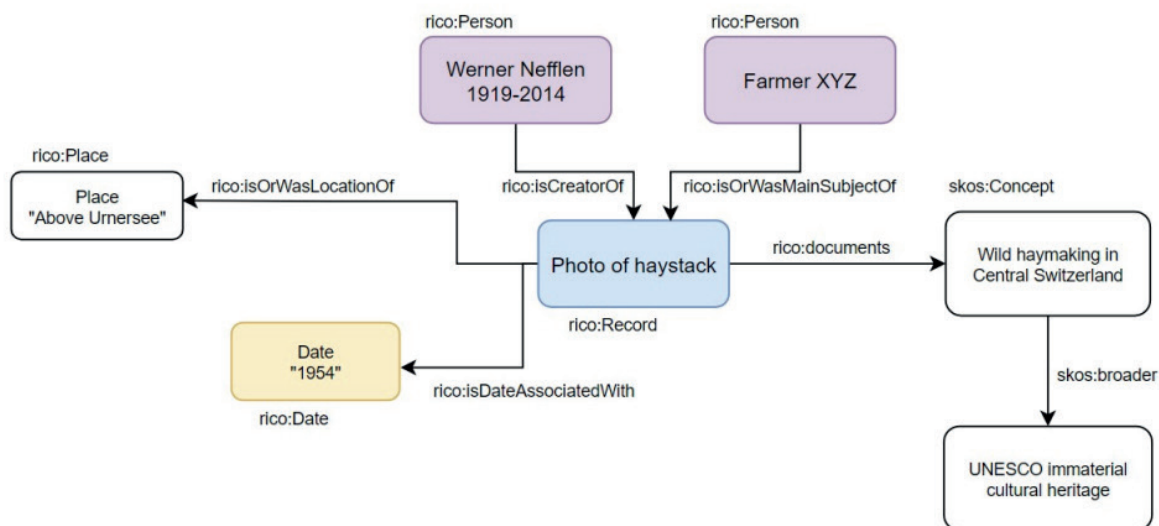 rico:Person
rico:Person
Werner Nefflen
1919-2014
Farmer XYZ
rico:Place
Place
"Above Urnersee"
rico:isOrWasLocationOf
rico:isCreatorOf
rico:isOrWasMainSubjectOf
skos:Concept
Photo of haystack
rico:documents
Wild haymaking in
Central Switzerland
rico:Record
Date
"1954"
rico:isDateAssociatedWith
rico:Date
skos:broader
UNESCO immaterial
cultural heritage